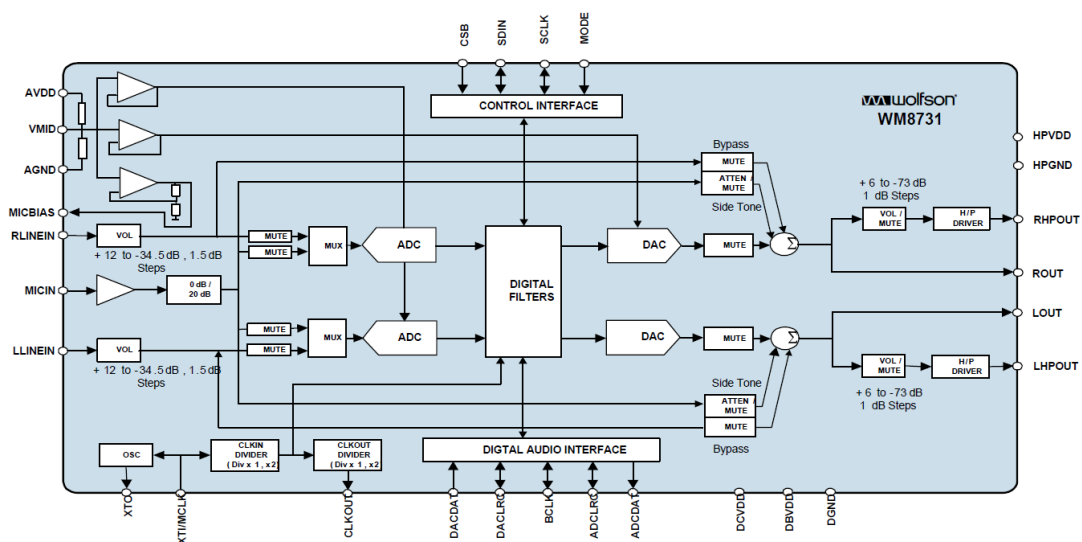 CSB
SDIN
SCLK
MODE
AVDD
VMID
AGND
MICBIAS
RLINEIN
MICIN
LLINEIN
CONTROL INTERFACE
wolfson
WM8731
HPVDD
HPGND
RHPOUT
ROUT
LOUT
LHPOUT
Bypass
MUTE
ATTEN /
MUTE
Side Tone
+ 6 to -73 dB
1 dB Steps
VOL /
MUTE
H/P
DRIVER
VOL
+ 12 to -34 .5 dB , 1.5 dB
Steps
MUTE
MUTE
MUX
ADC
DIGITAL
FILTERS
DAC
MUTE
Σ
0 dB /
20 dB
VOL
+ 12 to -34 .5 dB , 1.5 dB
Steps
MUTE
MUTE
MUX
ADC
DAC
MUTE
Σ
VOL /
MUTE
H/P
DRIVER
+ 6 to -73 dB
1 dB Steps
Side Tone
ATTEN /
MUTE
MUTE
Bypass
OSC
CLKIN
DIVIDER
( Div x 1 , x2 )
CLKOUT
DIVIDER
( Div x 1 , x2 )
DIGTAL AUDIO INTERFACE
XTO
XTI/MCLK
CLKOUT
DACDAT
DACLRC
BCLK
ADCLRC
ADCDAT
DCVDD
DBVDD
DGND